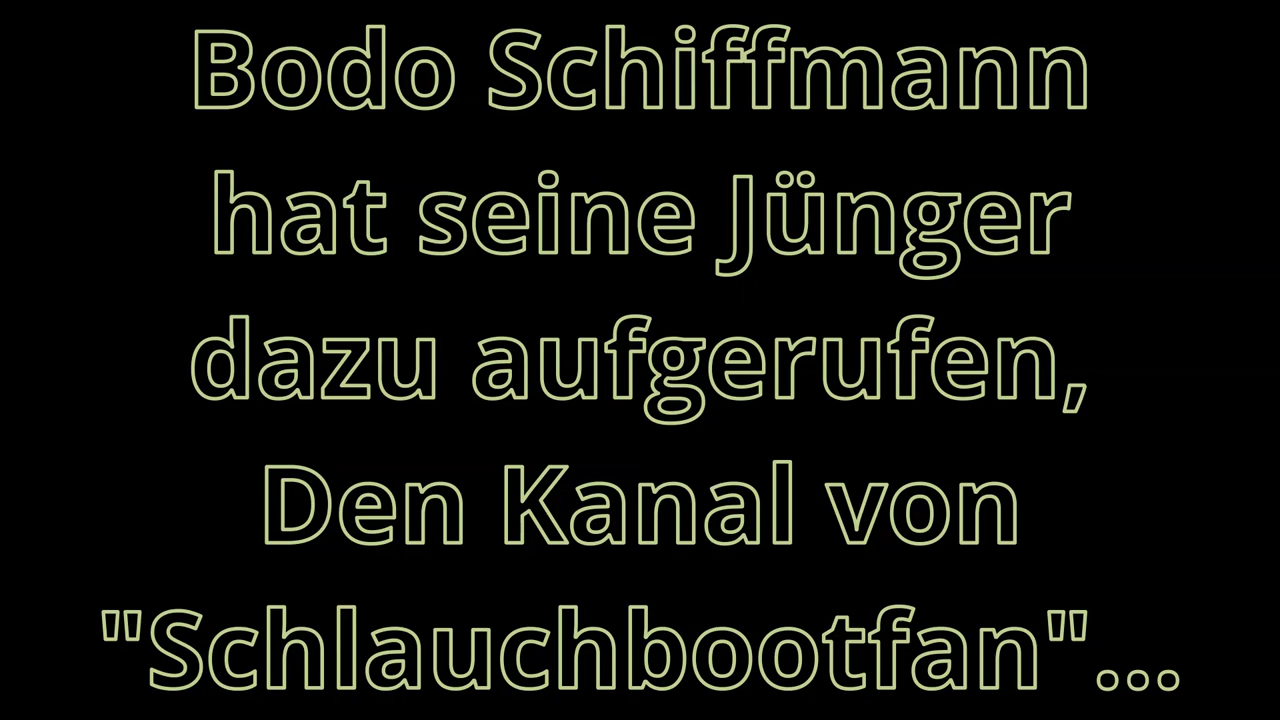 Bodo Schiffmann
hat seine Jünger
dazu aufgerufen,
Den Kanal von
"Schlauchbootfan"...